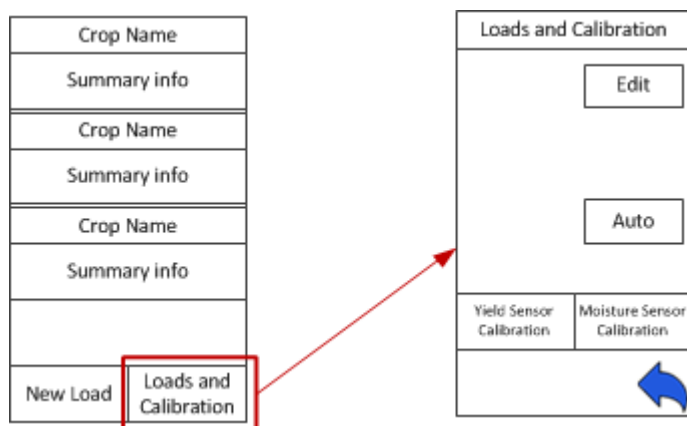 Crop Name
Summary info
Crop Name
Summary info
Crop Name
Summary info
New Load
Loads and
Calibration
Loads and Calibration
Edit
Auto
Yield Sensor
Calibration
Moisture Sensor
Calibration